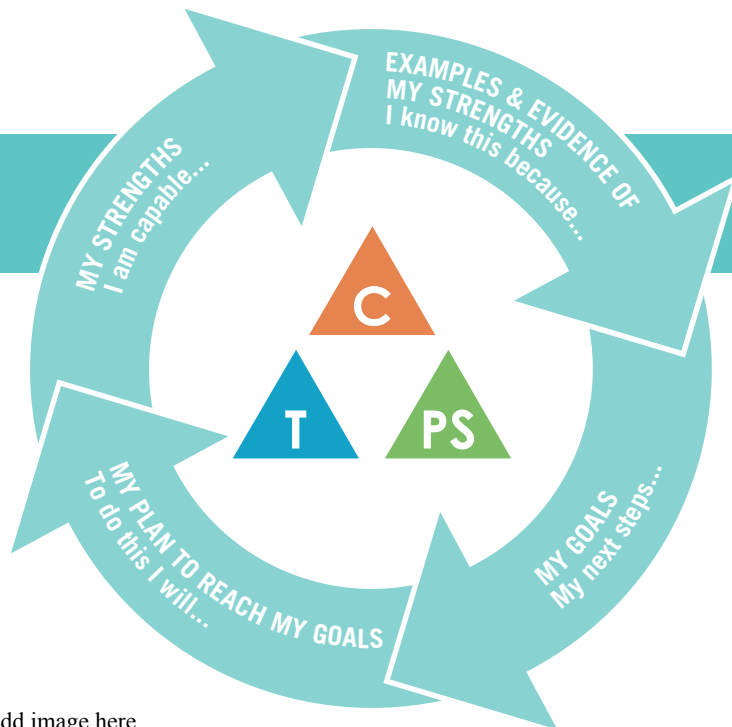 MY STRENGTHS
I am capable...
EXAMPLES & EVIDENCE OF
MY STRENGTHS
I know this because...
C
T
PS
MY GOALS
My next steps...
MY PLAN TO REACH MY GOALS
To do this I will...
dd image here